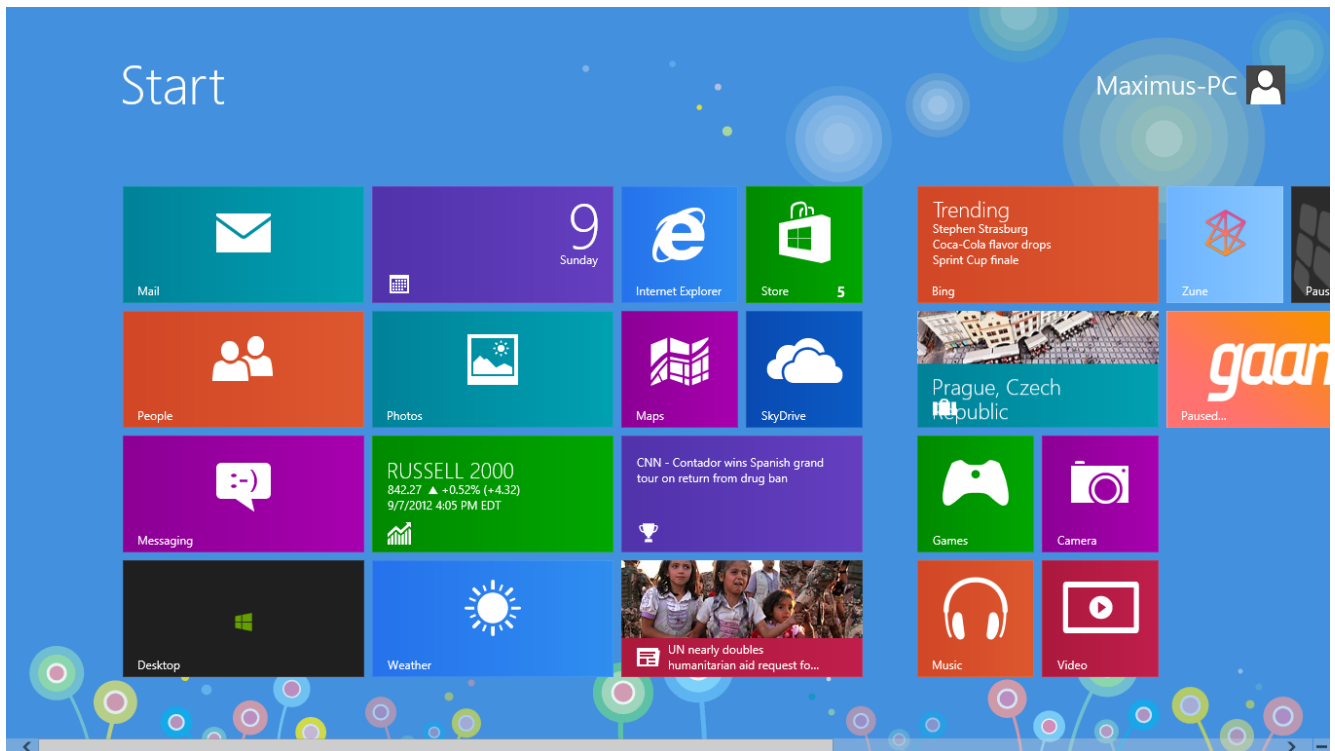 Start
Maximus-PC
Mail
9
Sunday
Internet Explorer
Store 5
People
Photos
Maps
SkyDrive
Messaging
:-)
RUSSELL 2000
842.27 ▲ +0.52% (+4.32)
9/7/2012 4:05 PM EDT
CNN - Contador wins Spanish grand
tour on return from drug ban
Desktop
Weather
UN nearly doubles
humanitarian aid request fo...
Trending
Stephen Strasburg
Coca-Cola flavor drops
Sprint Cup finale
Bing
Zune
Paus
Prague, Czech
Republic
gaan
Paused...
Games
Camera
Music
Video